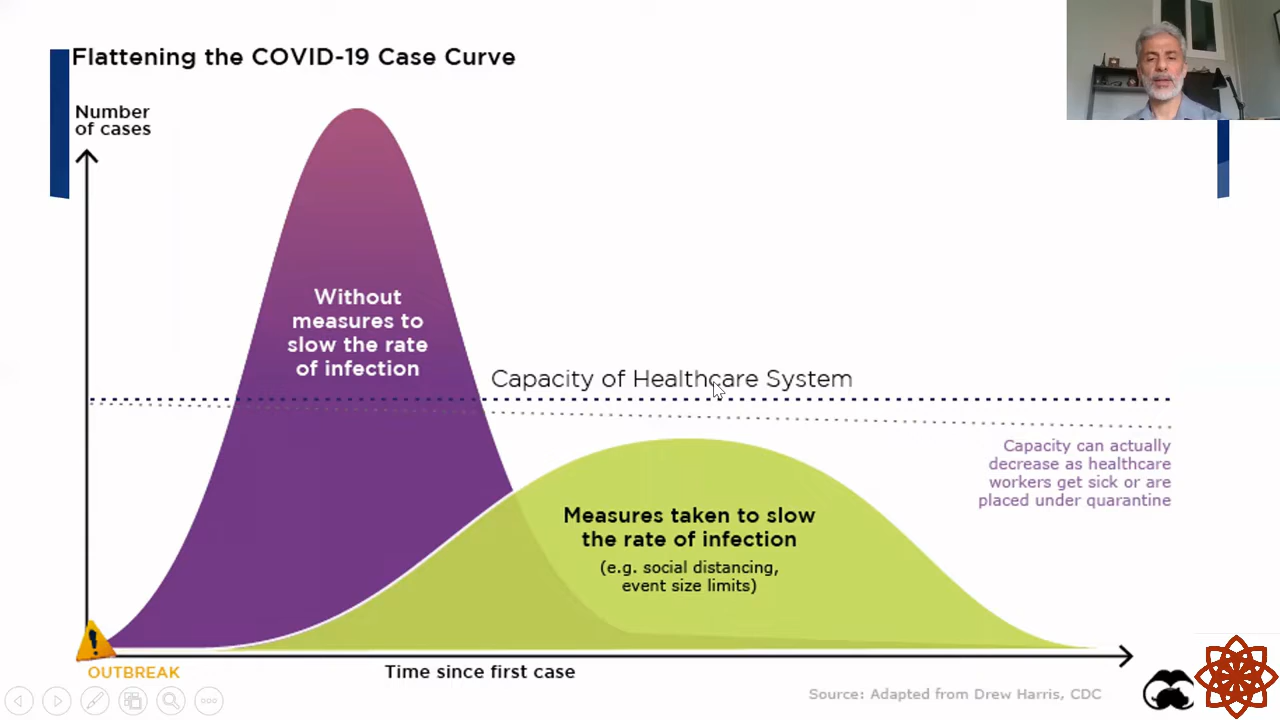 Flattening the COVID-19 Case Curve
Number
of cases
Without
measures to
slow the rate
of infection
Capacity of Healthcare System
Capacity can actually
decrease as healthcare
workers get sick or are
placed under quarantine
Measures taken to slow
the rate of infection
(e.g. social distancing,
event size limits)
OUTBREAK
Time since first case
Source: Adapted from Drew Harris, CDC